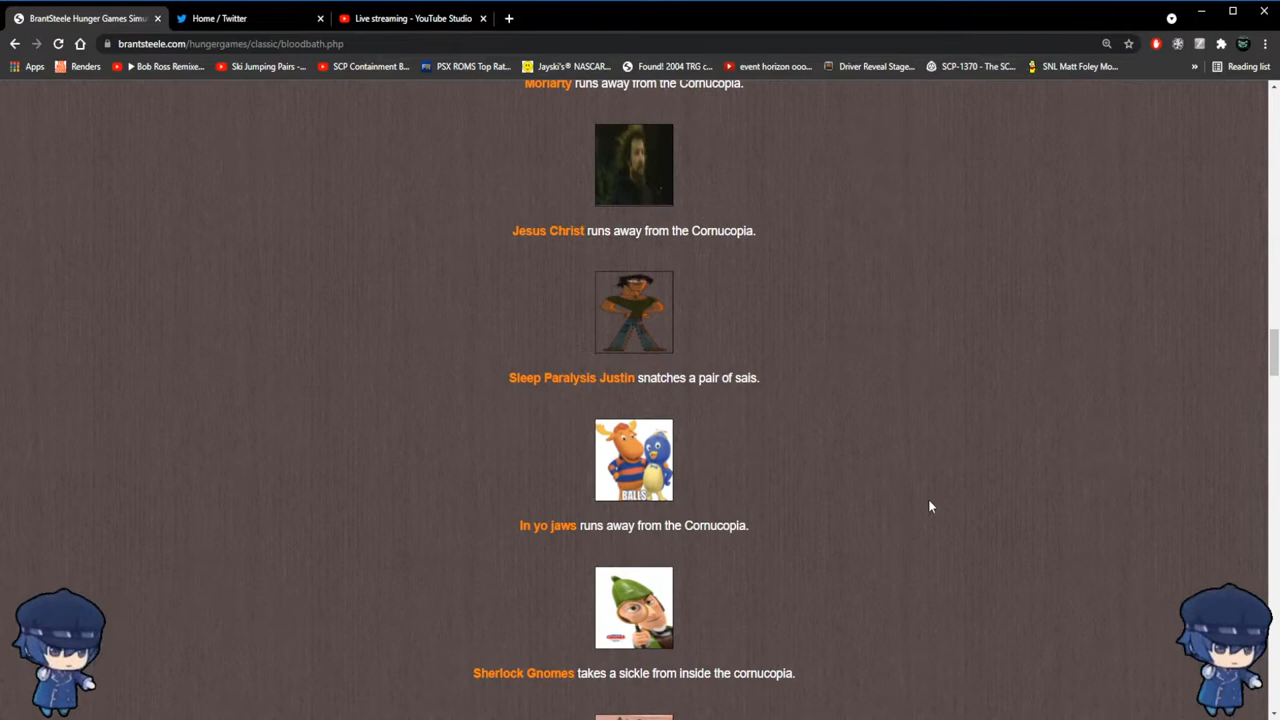 BrantSteele Hunger Games Simu
Home / Twitter
Live streaming - YouTube Studio
brantsteele.com/hungergames/classic/bloodbath.php
Apps
Renders
Bob Ross Remixe...
Ski Jumping Pairs -...
SCP Containment B...
PSX ROMS Top Rat...
Jayski's® NASCAR...
Found! 2004 TRG c...
event horizon ooo...
Driver Reveal Stage...
SCP-1370 - The SC...
SNL Matt Foley Mo...
»
Reading list
Moriarty runs away from the Cornucopia.
Jesus Christ runs away from the Cornucopia.
Sleep Paralysis Justin snatches a pair of sais.
BALLS
In yo jaws runs away from the Cornucopia.
Sherlock Gnomes takes a sickle from inside the cornucopia.